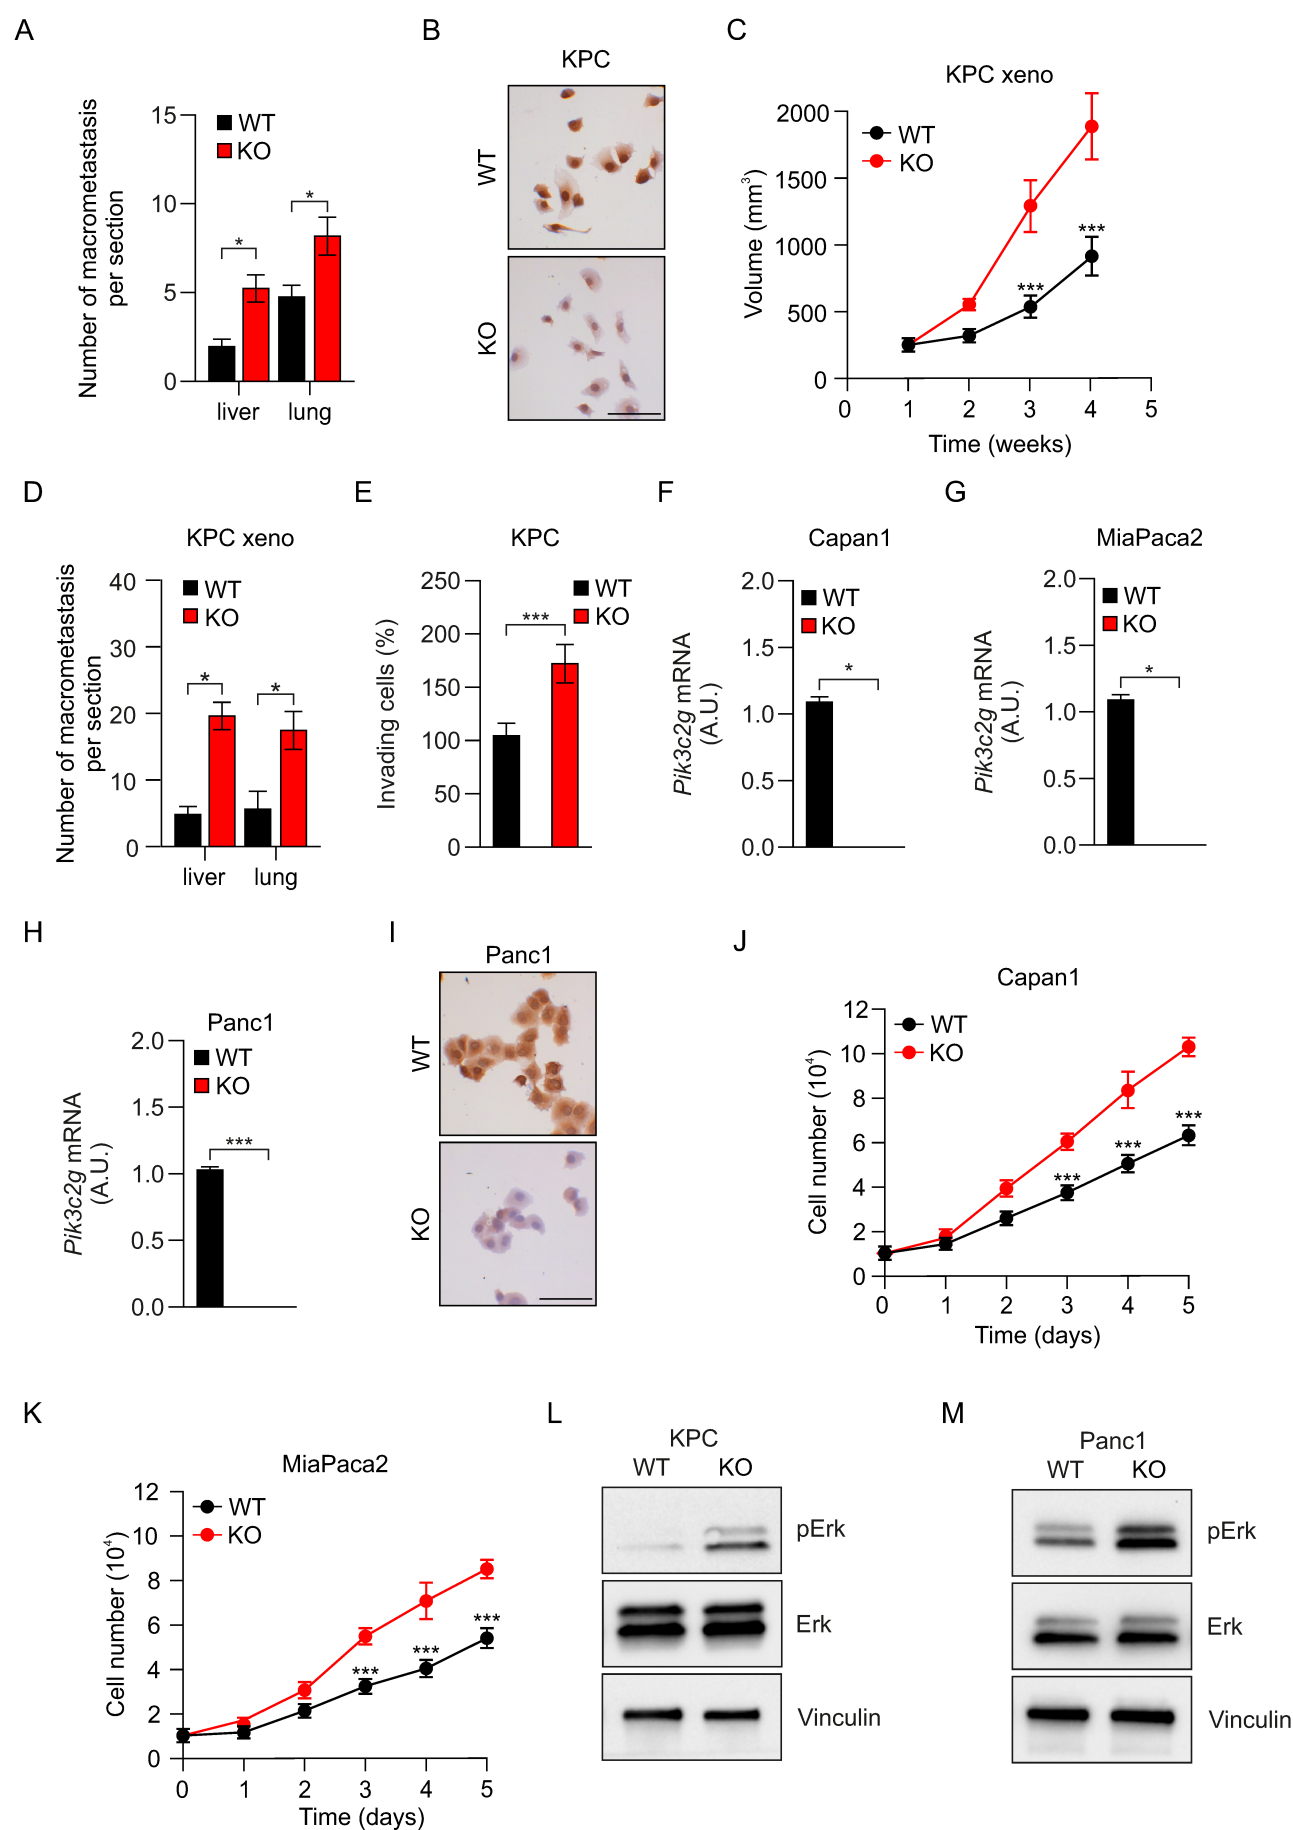 A
Number of macrometastasis
per section
15
10
5
0
WT
KO
*
*
liver
lung
B
KPC
WT
KO
C
KPC xeno
Volume (mm³)
2000
1500
1000
500
0
WT
KO
***
***
0 1 2 3 4 5
Time (weeks)
D
KPC xeno
Number of macrometastasis
per section
40
30
20
10
0
WT
KO
*
*
liver
lung
E
KPC
Invading cells (%)
250
200
150
100
50
0
WT
KO
***
F
Capan1
Pik3c2g mRNA
(A.U.)
2.0
1.5
1.0
0.5
0.0
WT
KO
*
G
MiaPaca2
Pik3c2g mRNA
(A.U.)
2.0
1.5
1.0
0.5
0.0
WT
KO
*
H
Panc1
Pik3c2g mRNA
(A.U.)
2.0
1.5
1.0
0.5
0.0
WT
KO
***
I
Panc1
WT
KO
J
Capan1
Cell number (10⁴)
12
10
8
6
4
2
0
WT
KO
***
***
***
0 1 2 3 4 5
Time (days)
K
MiaPaca2
Cell number (10⁴)
12
10
8
6
4
2
0
WT
KO
***
***
***
0 1 2 3 4 5
Time (days)
L
KPC
WT KO
pErk
Erk
Vinculin
M
Panc1
WT KO
pErk
Erk
Vinculin